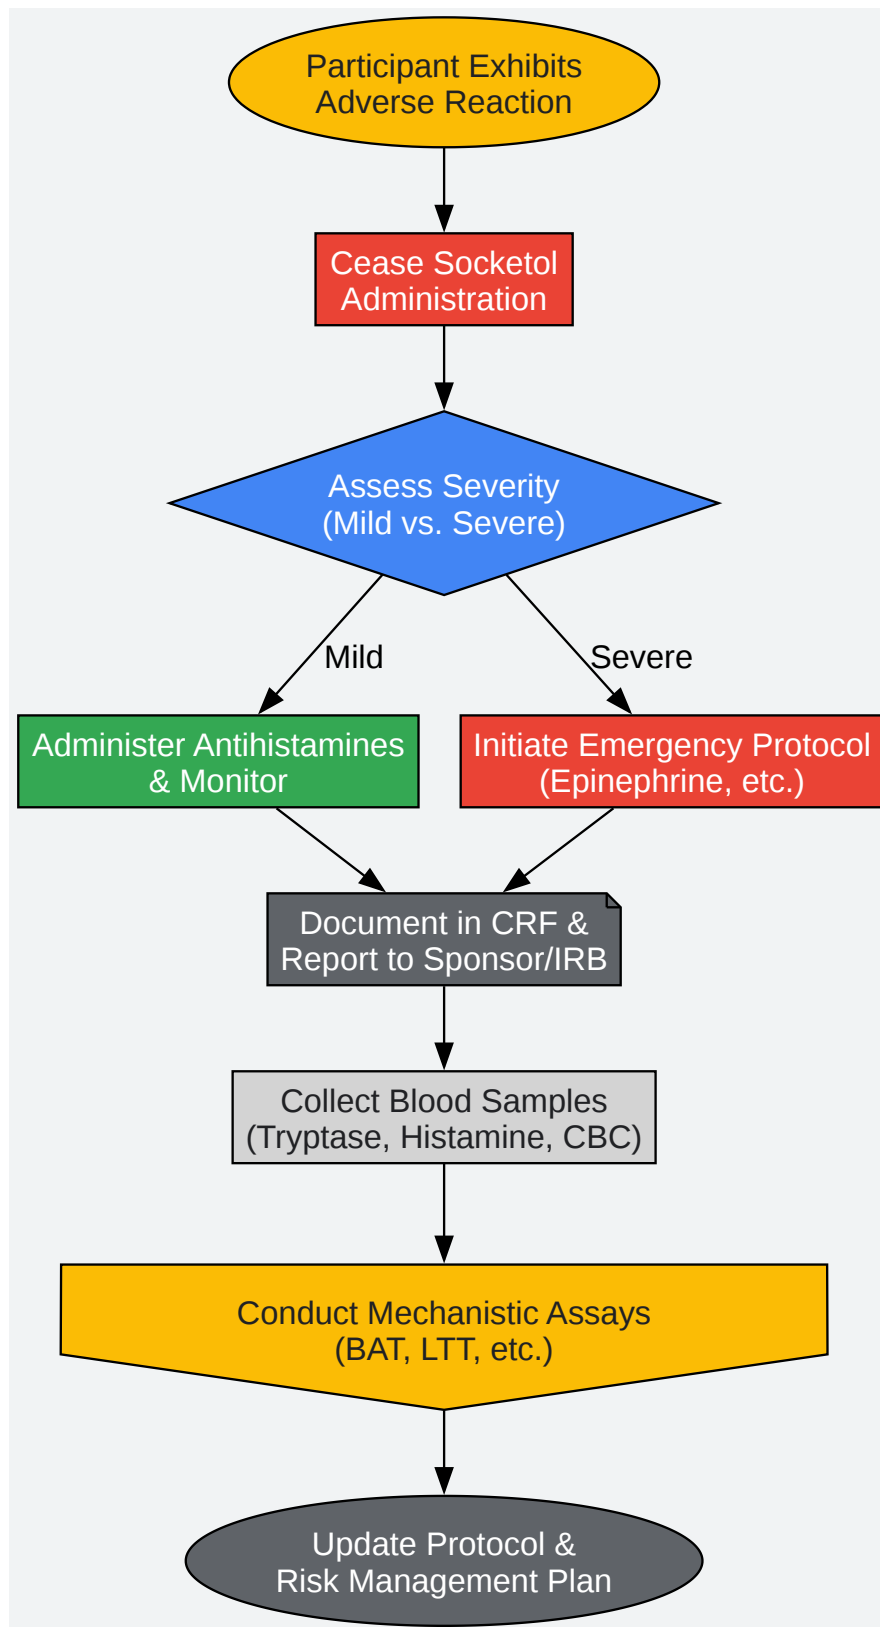 Participant Exhibits
Adverse Reaction
Cease Socketol
Administration
Assess Severity
(Mild vs. Severe)
Mild
Severe
Administer Antihistamines
& Monitor
Initiate Emergency Protocol
(Epinephrine, etc.)
Document in CRF &
Report to Sponsor/IRB
Collect Blood Samples
(Tryptase, Histamine, CBC)
Conduct Mechanistic Assays
(BAT, LTT, etc.)
Update Protocol &
Risk Management Plan